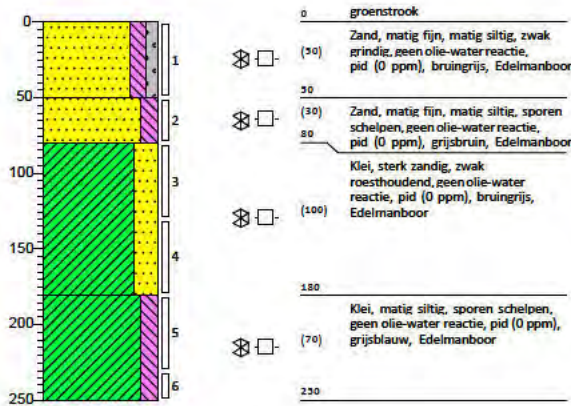 0
groenstrook
0
50
100
150
200
250
1
2
3
4
5
6
(50)
Zand, matig fijn, matig siltig, zwak
grindig, geen olie-water reactie,
pid (0 ppm), bruingrijs, Edelmanboor
50
(30)
Zand, matig fijn, matig siltig, sporen
schelpen, geen olie-water reactie,
pid (0 ppm), grijsbruin, Edelmanboor
80
Klei, sterk zandig, zwak
roesthoudend, geen olie-water
reactie, pid (0 ppm), bruingrijs,
Edelmanboor
(100)
180
Klei, matig siltig, sporen schelpen,
geen olie-water reactie, pid (0 ppm),
grijsblauw, Edelmanboor
(70)
250